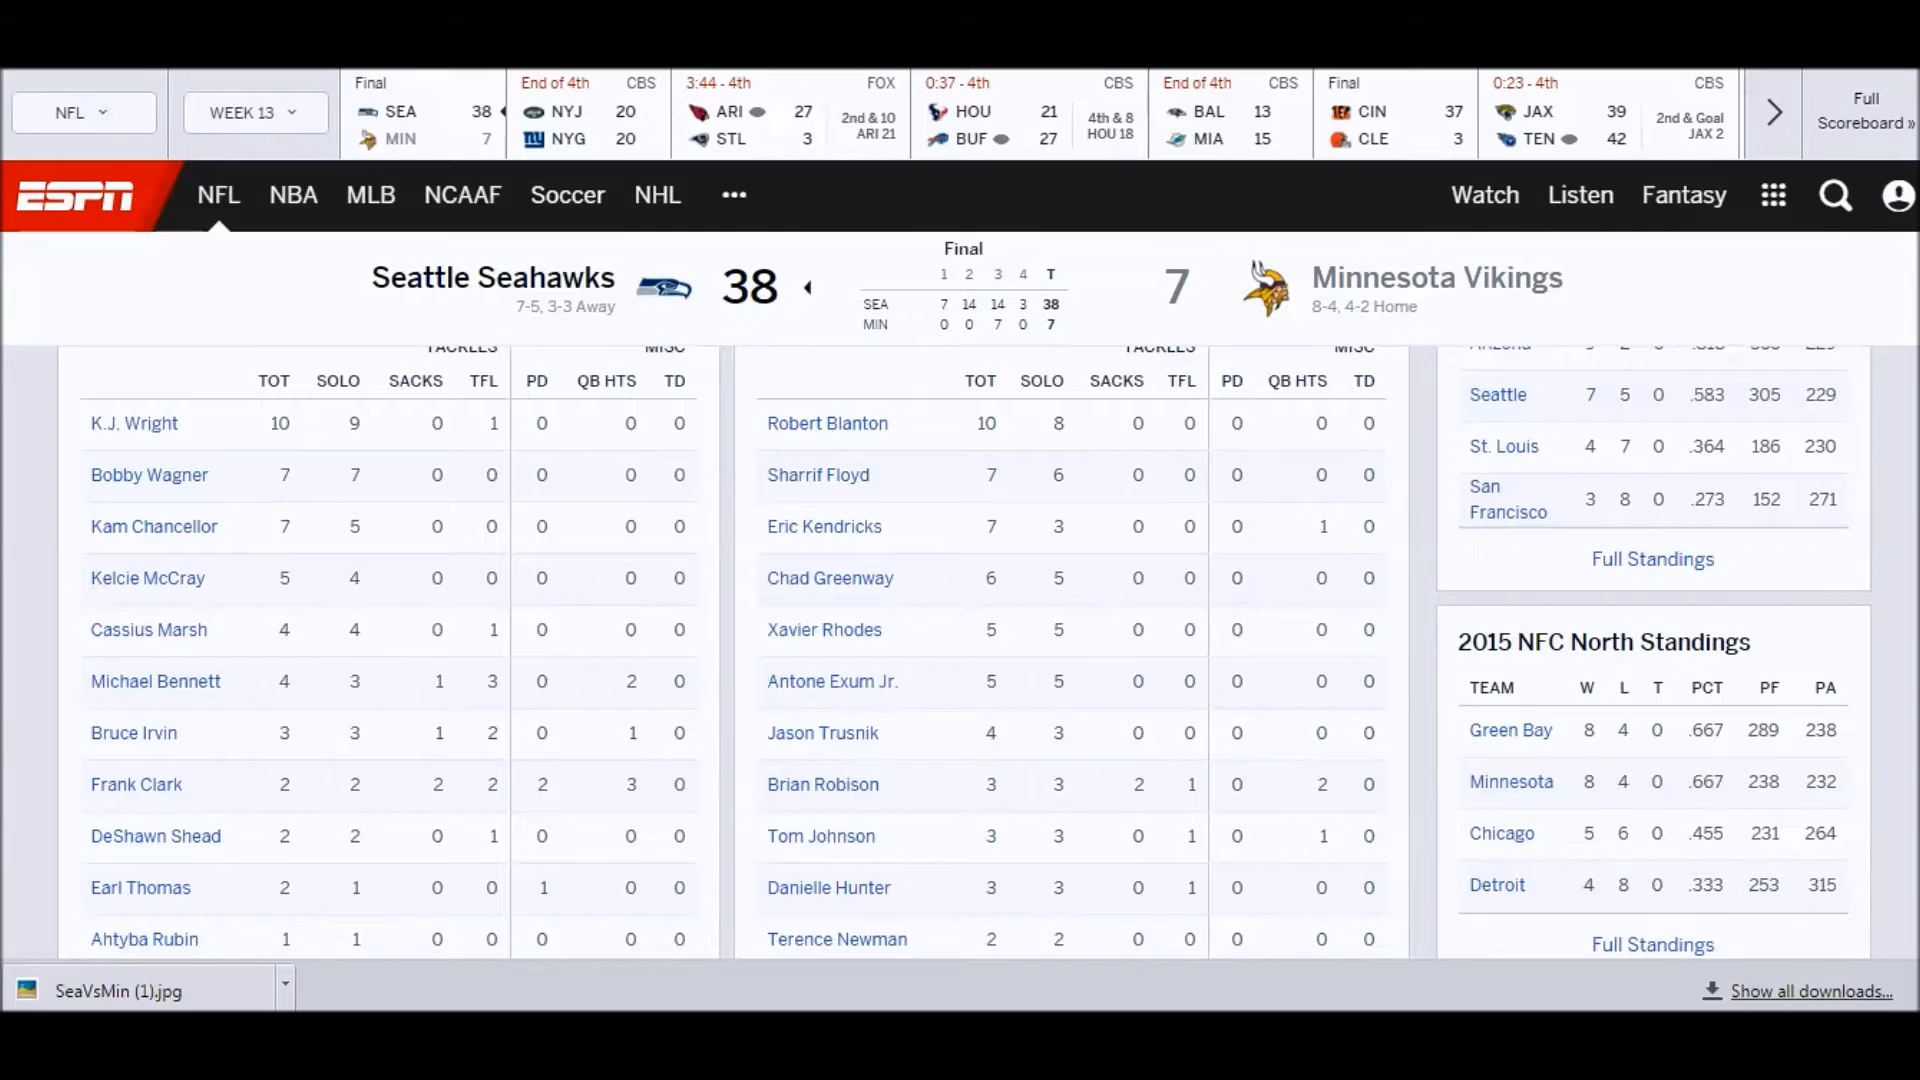 NFL
WEEK 13
Final
SEA 38
MIN 7
End of 4th CBS
NYJ 20
NYG 20
3:44 - 4th FOX
ARI 27
STL 3
2nd & 10
ARI 21
0:37 - 4th CBS
HOU 21
BUF 27
4th & 8
HOU 18
End of 4th CBS
BAL 13
MIA 15
Final
CIN 37
CLE 3
0:23 - 4th CBS
JAX 39
TEN 42
2nd & Goal
JAX 2
Full
Scoreboard »
ESPN NFL NBA MLB NCAAF Soccer NHL ••• Watch Listen Fantasy
Seattle Seahawks 38
7-5, 3-3 Away
Final
1 2 3 4 T
SEA 7 14 14 3 38
MIN 0 0 7 0 7
7 Minnesota Vikings
8-4, 4-2 Home
TACKLES MISC
TOT SOLO SACKS TFL PD QB HTS TD
K.J. Wright 10 9 0 1 0 0 0
Bobby Wagner 7 7 0 0 0 0 0
Kam Chancellor 7 5 0 0 0 0 0
Kelcie McCray 5 4 0 0 0 0 0
Cassius Marsh 4 4 0 1 0 0 0
Michael Bennett 4 3 1 3 0 2 0
Bruce Irvin 3 3 1 2 0 1 0
Frank Clark 2 2 2 2 2 3 0
DeShawn Shead 2 2 0 1 0 0 0
Earl Thomas 2 1 0 0 1 0 0
Ahtyba Rubin 1 1 0 0 0 0 0
TACKLES MISC
TOT SOLO SACKS TFL PD QB HTS TD
Robert Blanton 10 8 0 0 0 0 0
Sharrif Floyd 7 6 0 0 0 0 0
Eric Kendricks 7 3 0 0 0 1 0
Chad Greenway 6 5 0 0 0 0 0
Xavier Rhodes 5 5 0 0 0 0 0
Antone Exum Jr. 5 5 0 0 0 0 0
Jason Trusnik 4 3 0 0 0 0 0
Brian Robison 3 3 2 1 0 2 0
Tom Johnson 3 3 0 1 0 1 0
Danielle Hunter 3 3 0 1 0 0 0
Terence Newman 2 2 0 0 0 0 0
Seattle 7 5 0 .583 305 229
St. Louis 4 7 0 .364 186 230
San
Francisco 3 8 0 .273 152 271
Full Standings
2015 NFC North Standings
TEAM W L T PCT PF PA
Green Bay 8 4 0 .667 289 238
Minnesota 8 4 0 .667 238 232
Chicago 5 6 0 .455 231 264
Detroit 4 8 0 .333 253 315
Full Standings
SeaVsMin (1).jpg
Show all downloads...